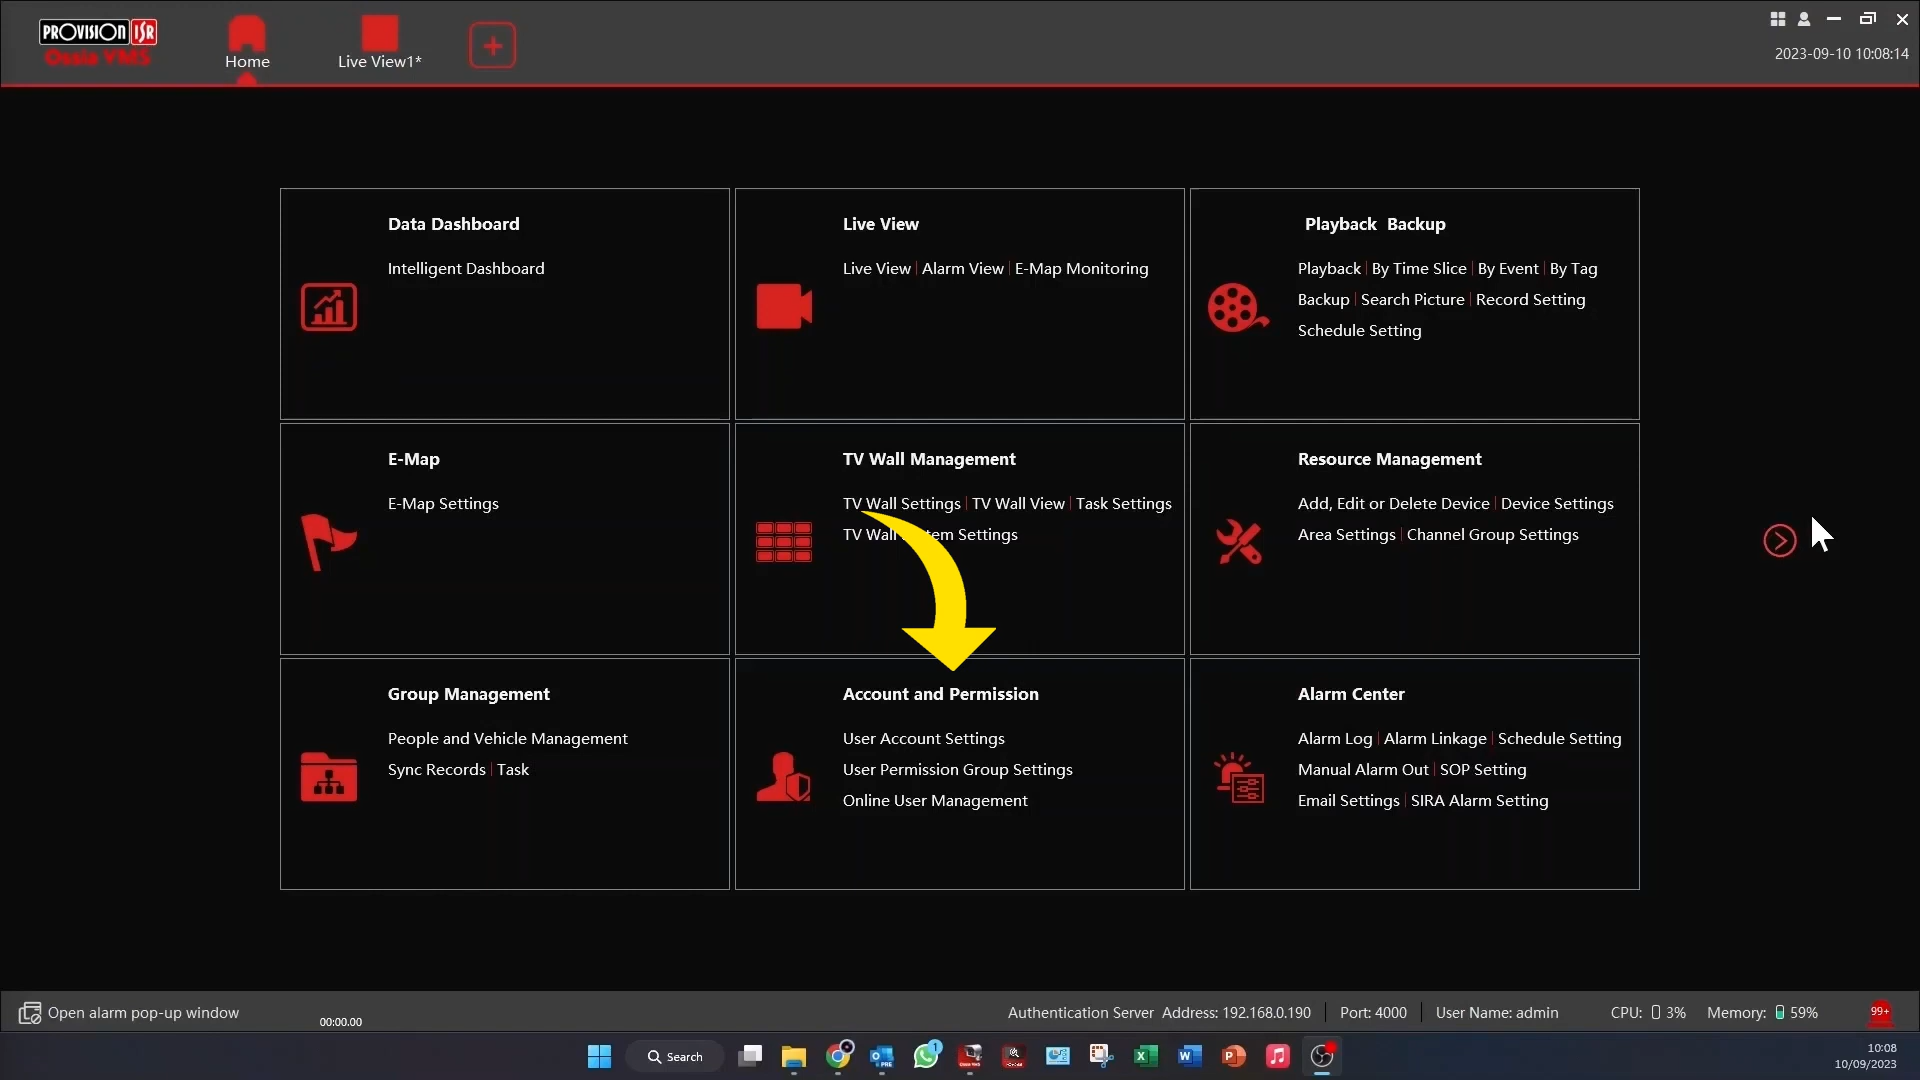 PROVISION ISR
Ossia VMS
Home
Live View1*
2023-09-10 10:08:14
Data Dashboard
Intelligent Dashboard
Live View
Live View | Alarm View | E-Map Monitoring
Playback Backup
Playback | By Time Slice | By Event | By Tag
Backup | Search Picture | Record Setting
Schedule Setting
E-Map
E-Map Settings
TV Wall Management
TV Wall Settings | TV Wall View | Task Settings
TV Wall Settings
Resource Management
Add, Edit or Delete Device | Device Settings
Area Settings | Channel Group Settings
Group Management
People and Vehicle Management
Sync Records | Task
Account and Permission
User Account Settings
User Permission Group Settings
Online User Management
Alarm Center
Alarm Log | Alarm Linkage | Schedule Setting
Manual Alarm Out | SOP Setting
Email Settings | SIRA Alarm Setting
Open alarm pop-up window
00:00.00
Authentication Server Address: 192.168.0.190 | Port: 4000 | User Name: admin CPU: 3% Memory: 59% 99+
Search
1
10:08
10/09/2023